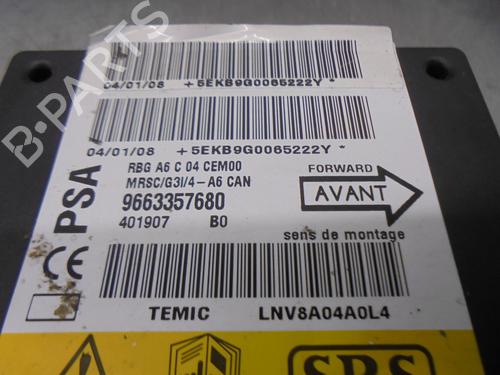 04/01/08 +5EKB9G0065222Y*
04/01/08 +5EKB9G0065222Y*
PSA
RBG A6 C 04 CEM00
MRSC/G3I/4-A6 CAN
9663357680
401907 B0
FORWARD
AVANT
sens de montage
CE
TEMIC LNV8A04A0L4
SRS